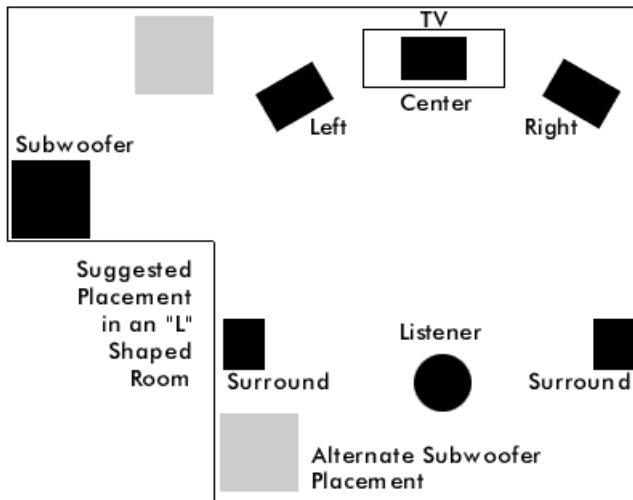 TV
Center
Left
Right
Subwoofer
Suggested
Placement
in an "L"
Shaped
Room
Listener
Surround
Surround
Alternate Subwoofer
Placement